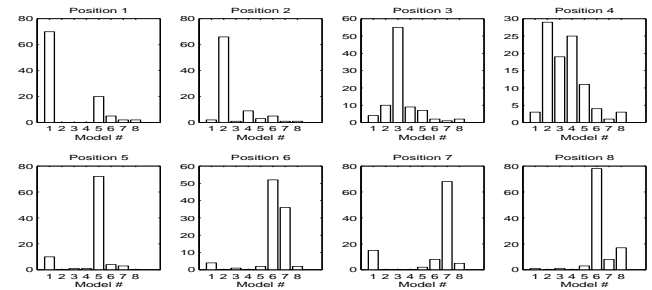 Position 1 Position 2 Position 3 Position 4
80 80 60 30
50 25
60 60
40 20
40 40 30 15
20 10
20 20
10 5
0 0 0 0
1 2 3 4 5 6 7 8 1 2 3 4 5 6 7 8 1 2 3 4 5 6 7 8 1 2 3 4 5 6 7 8
Model # Model # Model # Model #
Position 5 Position 6 Position 7 Position 8
80 60 80 80
50
60 60 60
40
40 30 40 40
20
20 20 20
10
0 0 0 0
1 2 3 4 5 6 7 8 1 2 3 4 5 6 7 8 1 2 3 4 5 6 7 8 1 2 3 4 5 6 7 8
Model # Model # Model # Model #